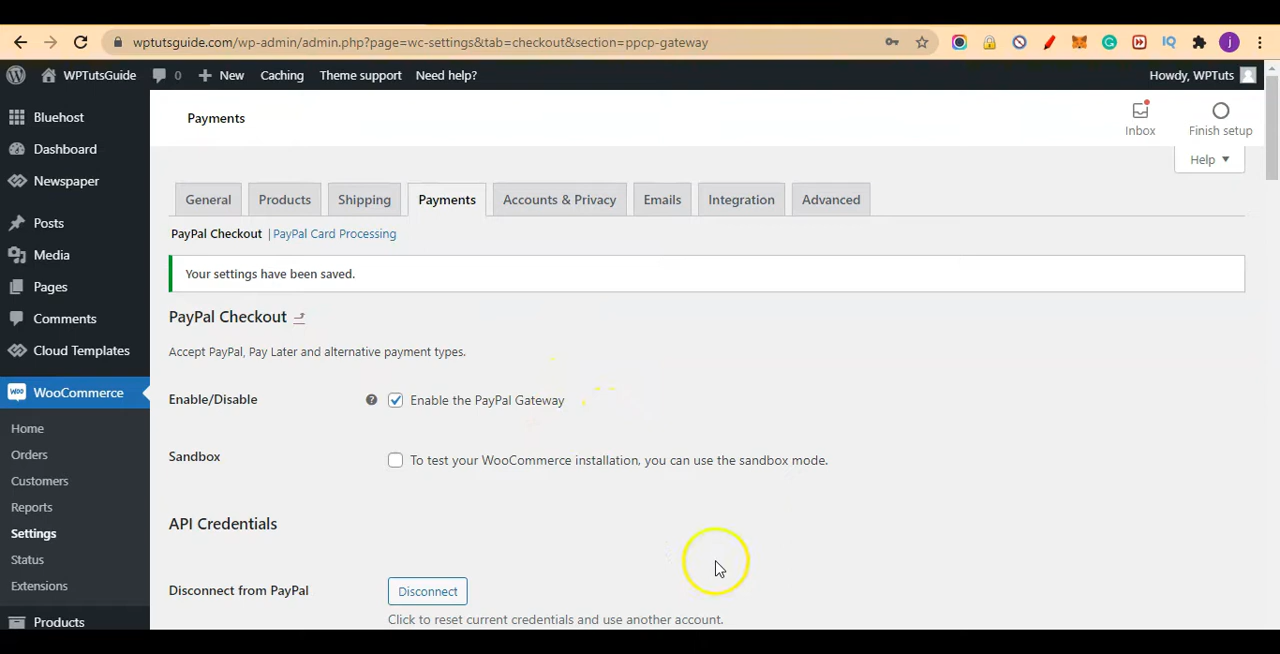 wptutsguide.com/wp-admin/admin.php?page=wc-settings&tab=checkout&section=ppcp-gateway
WPTutsGuide 0 New Caching Theme support Need help? Howdy, WPTuts
Bluehost
Dashboard
Newspaper
Posts
Media
Pages
Comments
Cloud Templates
WooCommerce
Home
Orders
Customers
Reports
Settings
Status
Extensions
Products
Payments
Inbox
Finish setup
Help
General Products Shipping Payments Accounts & Privacy Emails Integration Advanced
PayPal Checkout | PayPal Card Processing
Your settings have been saved.
PayPal Checkout
Accept PayPal, Pay Later and alternative payment types.
Enable/Disable Enable the PayPal Gateway
Sandbox To test your WooCommerce installation, you can use the sandbox mode.
API Credentials
Disconnect from PayPal Disconnect
Click to reset current credentials and use another account.